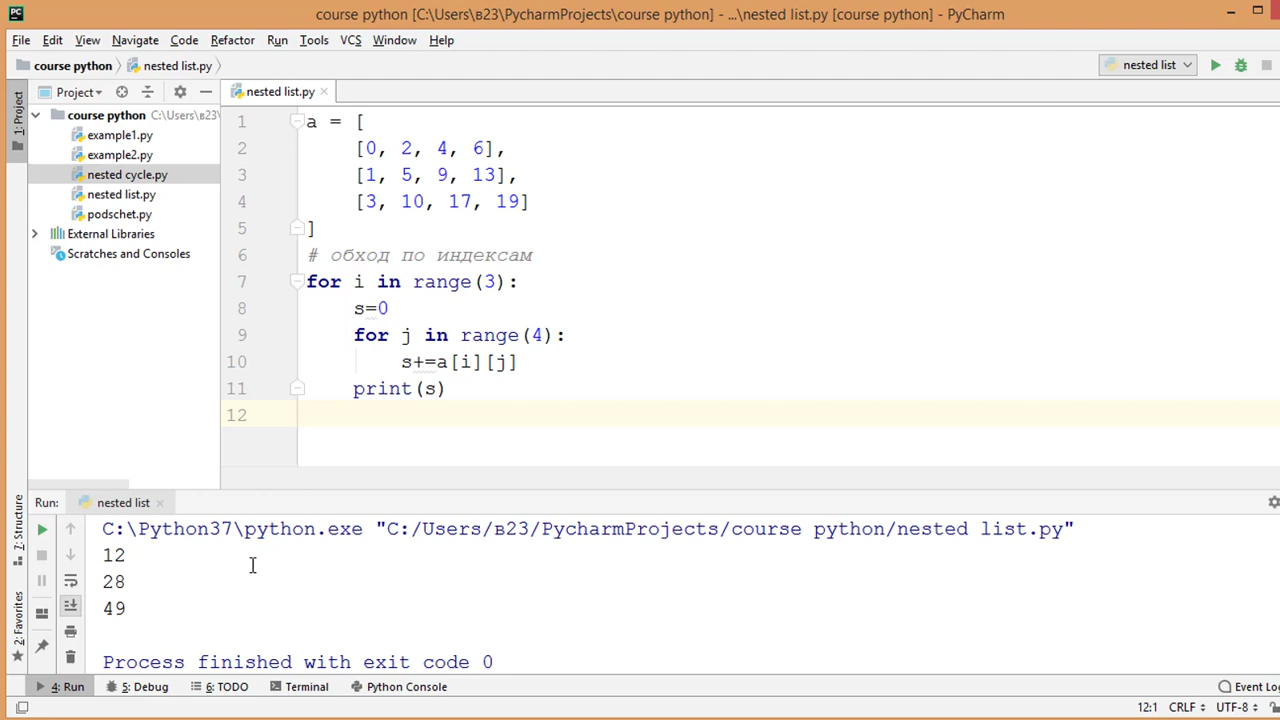 PC
course python [C:\Users\в23\PycharmProjects\course python] - ...\nested list.py [course python] - PyCharm
File Edit View Navigate Code Refactor Run Tools VCS Window Help
course python nested list.py
nested list
1: Project
Project
nested list.py
course python C:\Users\в23\
example1.py
example2.py
nested cycle.py
nested list.py
podschet.py
External Libraries
Scratches and Consoles
1 a = [
2 [0, 2, 4, 6],
3 [1, 5, 9, 13],
4 [3, 10, 17, 19]
5 ]
6 # обход по индексам
7 for i in range(3):
8 s=0
9 for j in range(4):
10 s+=a[i][j]
11 print(s)
12
Run: nested list
C:\Python37\python.exe "C:/Users/в23/PycharmProjects/course python/nested list.py"
12
28
49
Process finished with exit code 0
7: Structure
2: Favorites
4: Run 5: Debug 6: TODO Terminal Python Console Event Log
12:1 CRLF UTF-8